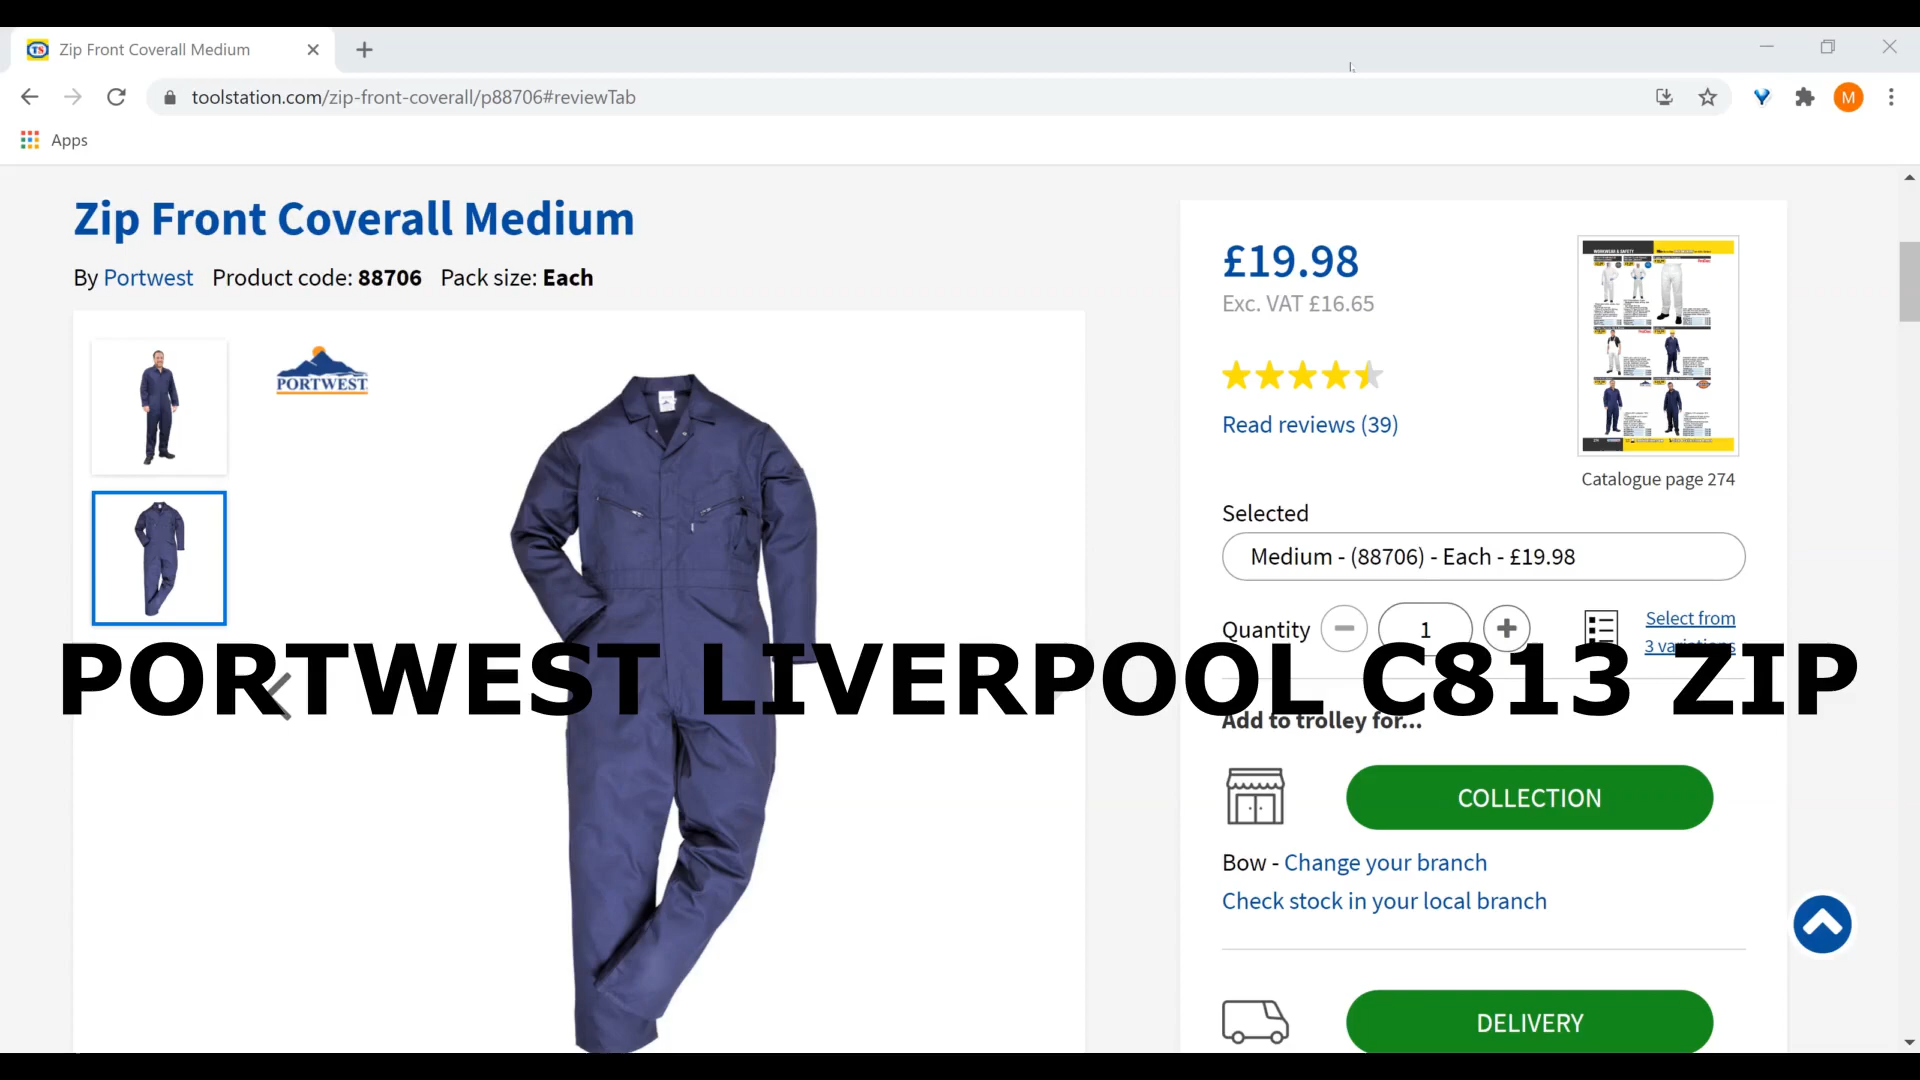 Zip Front Coverall Medium
toolstation.com/zip-front-coverall/p88706#reviewTab
M
Apps
Zip Front Coverall Medium
By Portwest Product code: 88706 Pack size: Each
PORTWEST
£19.98
Exc. VAT £16.65
Read reviews (39)
Catalogue page 274
Selected
Medium - (88706) - Each - £19.98
Quantity
1
Select from
3 variations
PORTWEST LIVERPOOL C813 ZIP
Add to trolley for...
COLLECTION
Bow - Change your branch
Check stock in your local branch
DELIVERY